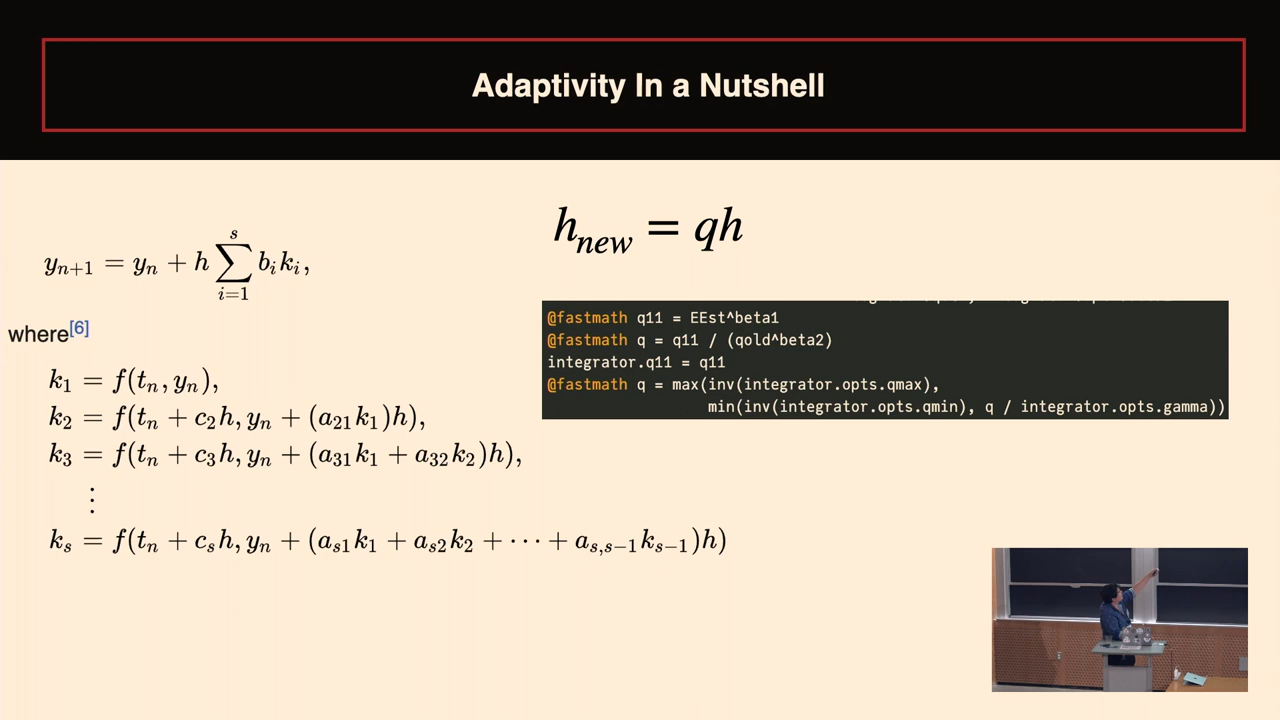 Adaptivity In a Nutshell
h_{new} = qh
y_{n+1} = y_n + h \sum_{i=1}^{s} b_i k_i,
where[6]
k_1 = f(t_n, y_n),
k_2 = f(t_n + c_2 h, y_n + (a_{21} k_1)h),
k_3 = f(t_n + c_3 h, y_n + (a_{31} k_1 + a_{32} k_2)h),
⋮
k_s = f(t_n + c_s h, y_n + (a_{s1} k_1 + a_{s2} k_2 + ⋯ + a_{s,s−1} k_{s−1})h)
@fastmath q11 = EEst^beta1
@fastmath q = q11 / (qold^beta2)
integrator.q11 = q11
@fastmath q = max(inv(integrator.opts.qmax),
min(inv(integrator.opts.qmin), q / integrator.opts.gamma))